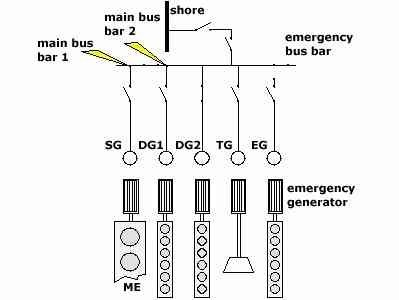 shore
main bus
bar 2
main bus
bar 1
emergency
bus bar
SG DG1 DG2 TG EG
emergency
generator
ME